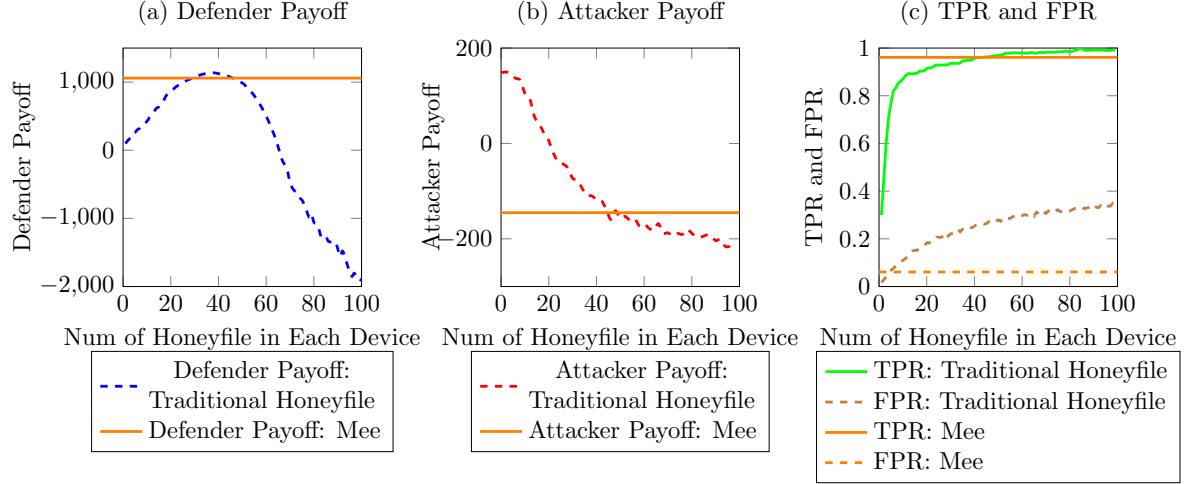 (a) Defender Payoff
Defender Payoff
1,000
0
−1,000
−2,000
0 20 40 60 80 100
Num of Honeyfile in Each Device
Defender Payoff:
Traditional Honeyfile
Defender Payoff: Mee
(b) Attacker Payoff
Attacker Payoff
200
0
−200
0 20 40 60 80 100
Num of Honeyfile in Each Device
Attacker Payoff:
Traditional Honeyfile
Attacker Payoff: Mee
(c) TPR and FPR
TPR and FPR
1
0.8
0.6
0.4
0.2
0
0 20 40 60 80 100
Num of Honeyfile in Each Device
TPR: Traditional Honeyfile
FPR: Traditional Honeyfile
TPR: Mee
FPR: Mee